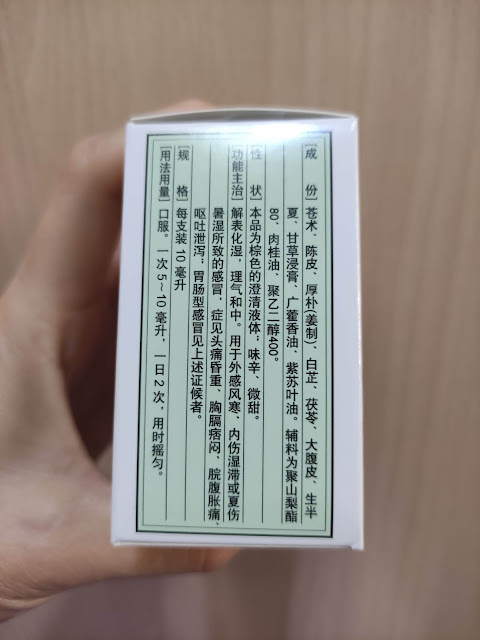 [成　份] 苍术、陈皮、厚朴(姜制)、白芷、茯苓、大腹皮、生半
夏、甘草浸膏、广藿香油、紫苏叶油。辅料为聚山梨酯
80、肉桂油、聚乙二醇400。
[性　状] 本品为棕色的澄清液体；味辛、微甜。
[功能主治] 解表化湿，理气和中。用于外感风寒、内伤湿滞或夏伤
暑湿所致的感冒，症见头痛昏重、胸膈痞闷、脘腹胀痛、
呕吐泄泻；胃肠型感冒见上述证候者。
[规　格] 每支装 10 毫升
[用法用量] 口服。一次 5～10 毫升，一日 2 次，用时摇匀。